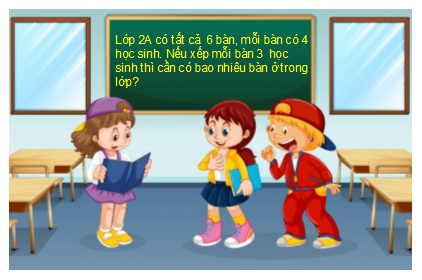 Lớp 2A có tất cả 6 bàn, mỗi bàn có 4
học sinh. Nếu xếp mỗi bàn 3 học
sinh thì cần có bao nhiêu bàn ở trong
lớp?